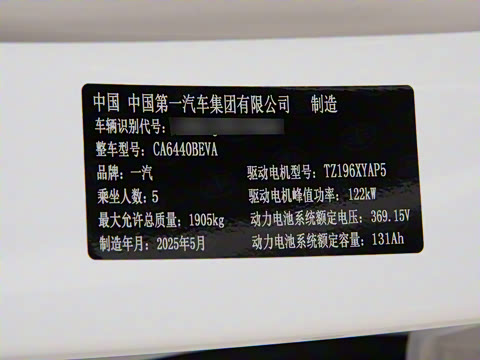 中国 中国第一汽车集团有限公司 制造
车辆识别代号：
整车型号：CA6440BEVA
品牌：一汽 驱动电机型号：TZ196XYAP5
乘坐人数：5 驱动电机峰值功率：122kW
最大允许总质量：1905kg 动力电池系统额定电压：369.15V
制造年月：2025年5月 动力电池系统额定容量：131Ah